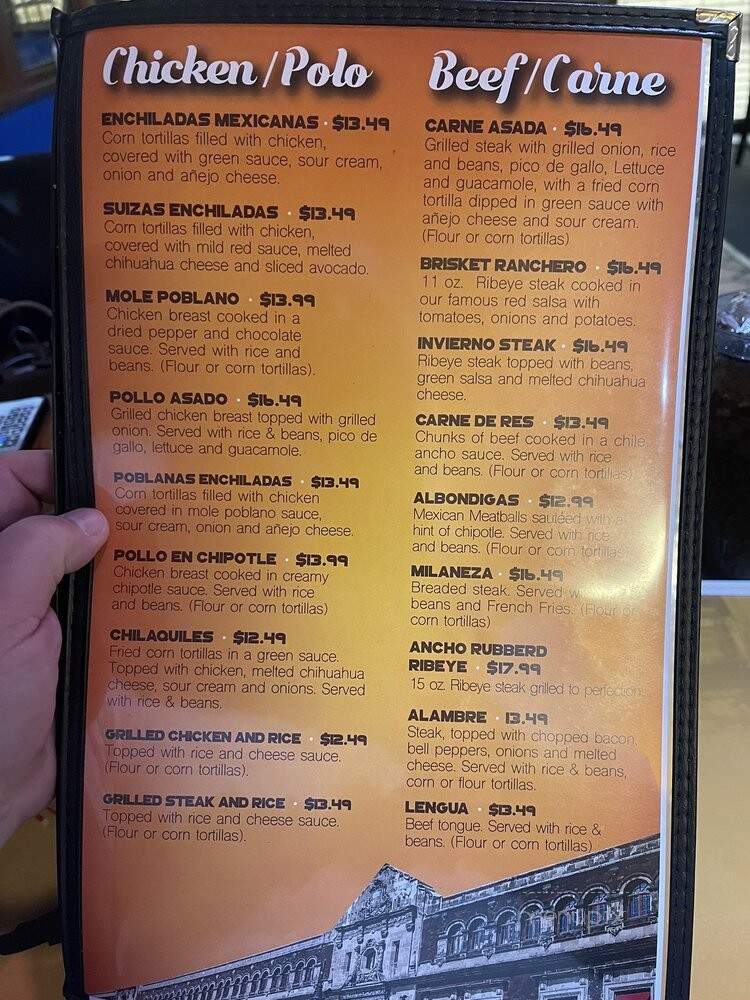 Chicken/Polo
ENCHILADAS MEXICANAS · $13.49
Corn tortillas filled with chicken,
covered with green sauce, sour cream,
onion and añejo cheese.
SUIZAS ENCHILADAS · $13.49
Corn tortillas filled with chicken,
covered with mild red sauce, melted
chihuahua cheese and sliced avocado.
MOLE POBLANO · $13.99
Chicken breast cooked in a
dried pepper and chocolate
sauce. Served with rice and
beans. (Flour or corn tortillas).
POLLO ASADO · $16.49
Grilled chicken breast topped with grilled
onion. Served with rice & beans, pico de
gallo, lettuce and guacamole.
POBLANAS ENCHILADAS · $13.49
Corn tortillas filled with chicken
covered in mole poblano sauce,
sour cream, onion and añejo cheese.
POLLO EN CHIPOTLE · $13.99
Chicken breast cooked in creamy
chipotle sauce. Served with rice
and beans. (Flour or corn tortillas)
CHILAQUILES · $12.49
Fried corn tortillas in a green sauce.
Topped with chicken, melted chihuahua
cheese, sour cream and onions. Served
with rice & beans.
GRILLED CHICKEN AND RICE · $12.49
Topped with rice and cheese sauce.
(Flour or corn tortillas).
GRILLED STEAK AND RICE · $13.49
Topped with rice and cheese sauce.
(Flour or corn tortillas).
Beef/Carne
CARNE ASADA · $16.49
Grilled steak with grilled onion, rice
and beans, pico de gallo, Lettuce
and guacamole, with a fried corn
tortilla dipped in green sauce with
añejo cheese and sour cream.
(Flour or corn tortillas)
BRISKET RANCHERO · $16.49
11 oz. Ribeye steak cooked in
our famous red salsa with
tomatoes, onions and potatoes.
INVIERNO STEAK · $16.49
Ribeye steak topped with beans,
green salsa and melted chihuahua
cheese.
CARNE DE RES · $13.49
Chunks of beef cooked in a chile
ancho sauce. Served with rice
and beans. (Flour or corn tortillas)
ALBONDIGAS · $12.99
Mexican Meatballs sautéed with a
hint of chipotle. Served with rice
and beans. (Flour or corn tortillas)
MILANEZA · $16.49
Breaded steak. Served
beans and French Fries. (Flour or
corn tortillas)
ANCHO RUBBERD
RIBEYE · $17.99
15 oz. Ribeye steak grilled to perfection.
ALAMBRE · 13.49
Steak, topped with chopped bacon,
bell peppers, onions and melted
cheese. Served with rice & beans,
corn or flour tortillas.
LENGUA · $13.49
Beef tongue. Served with rice &
beans. (Flour or corn tortillas)